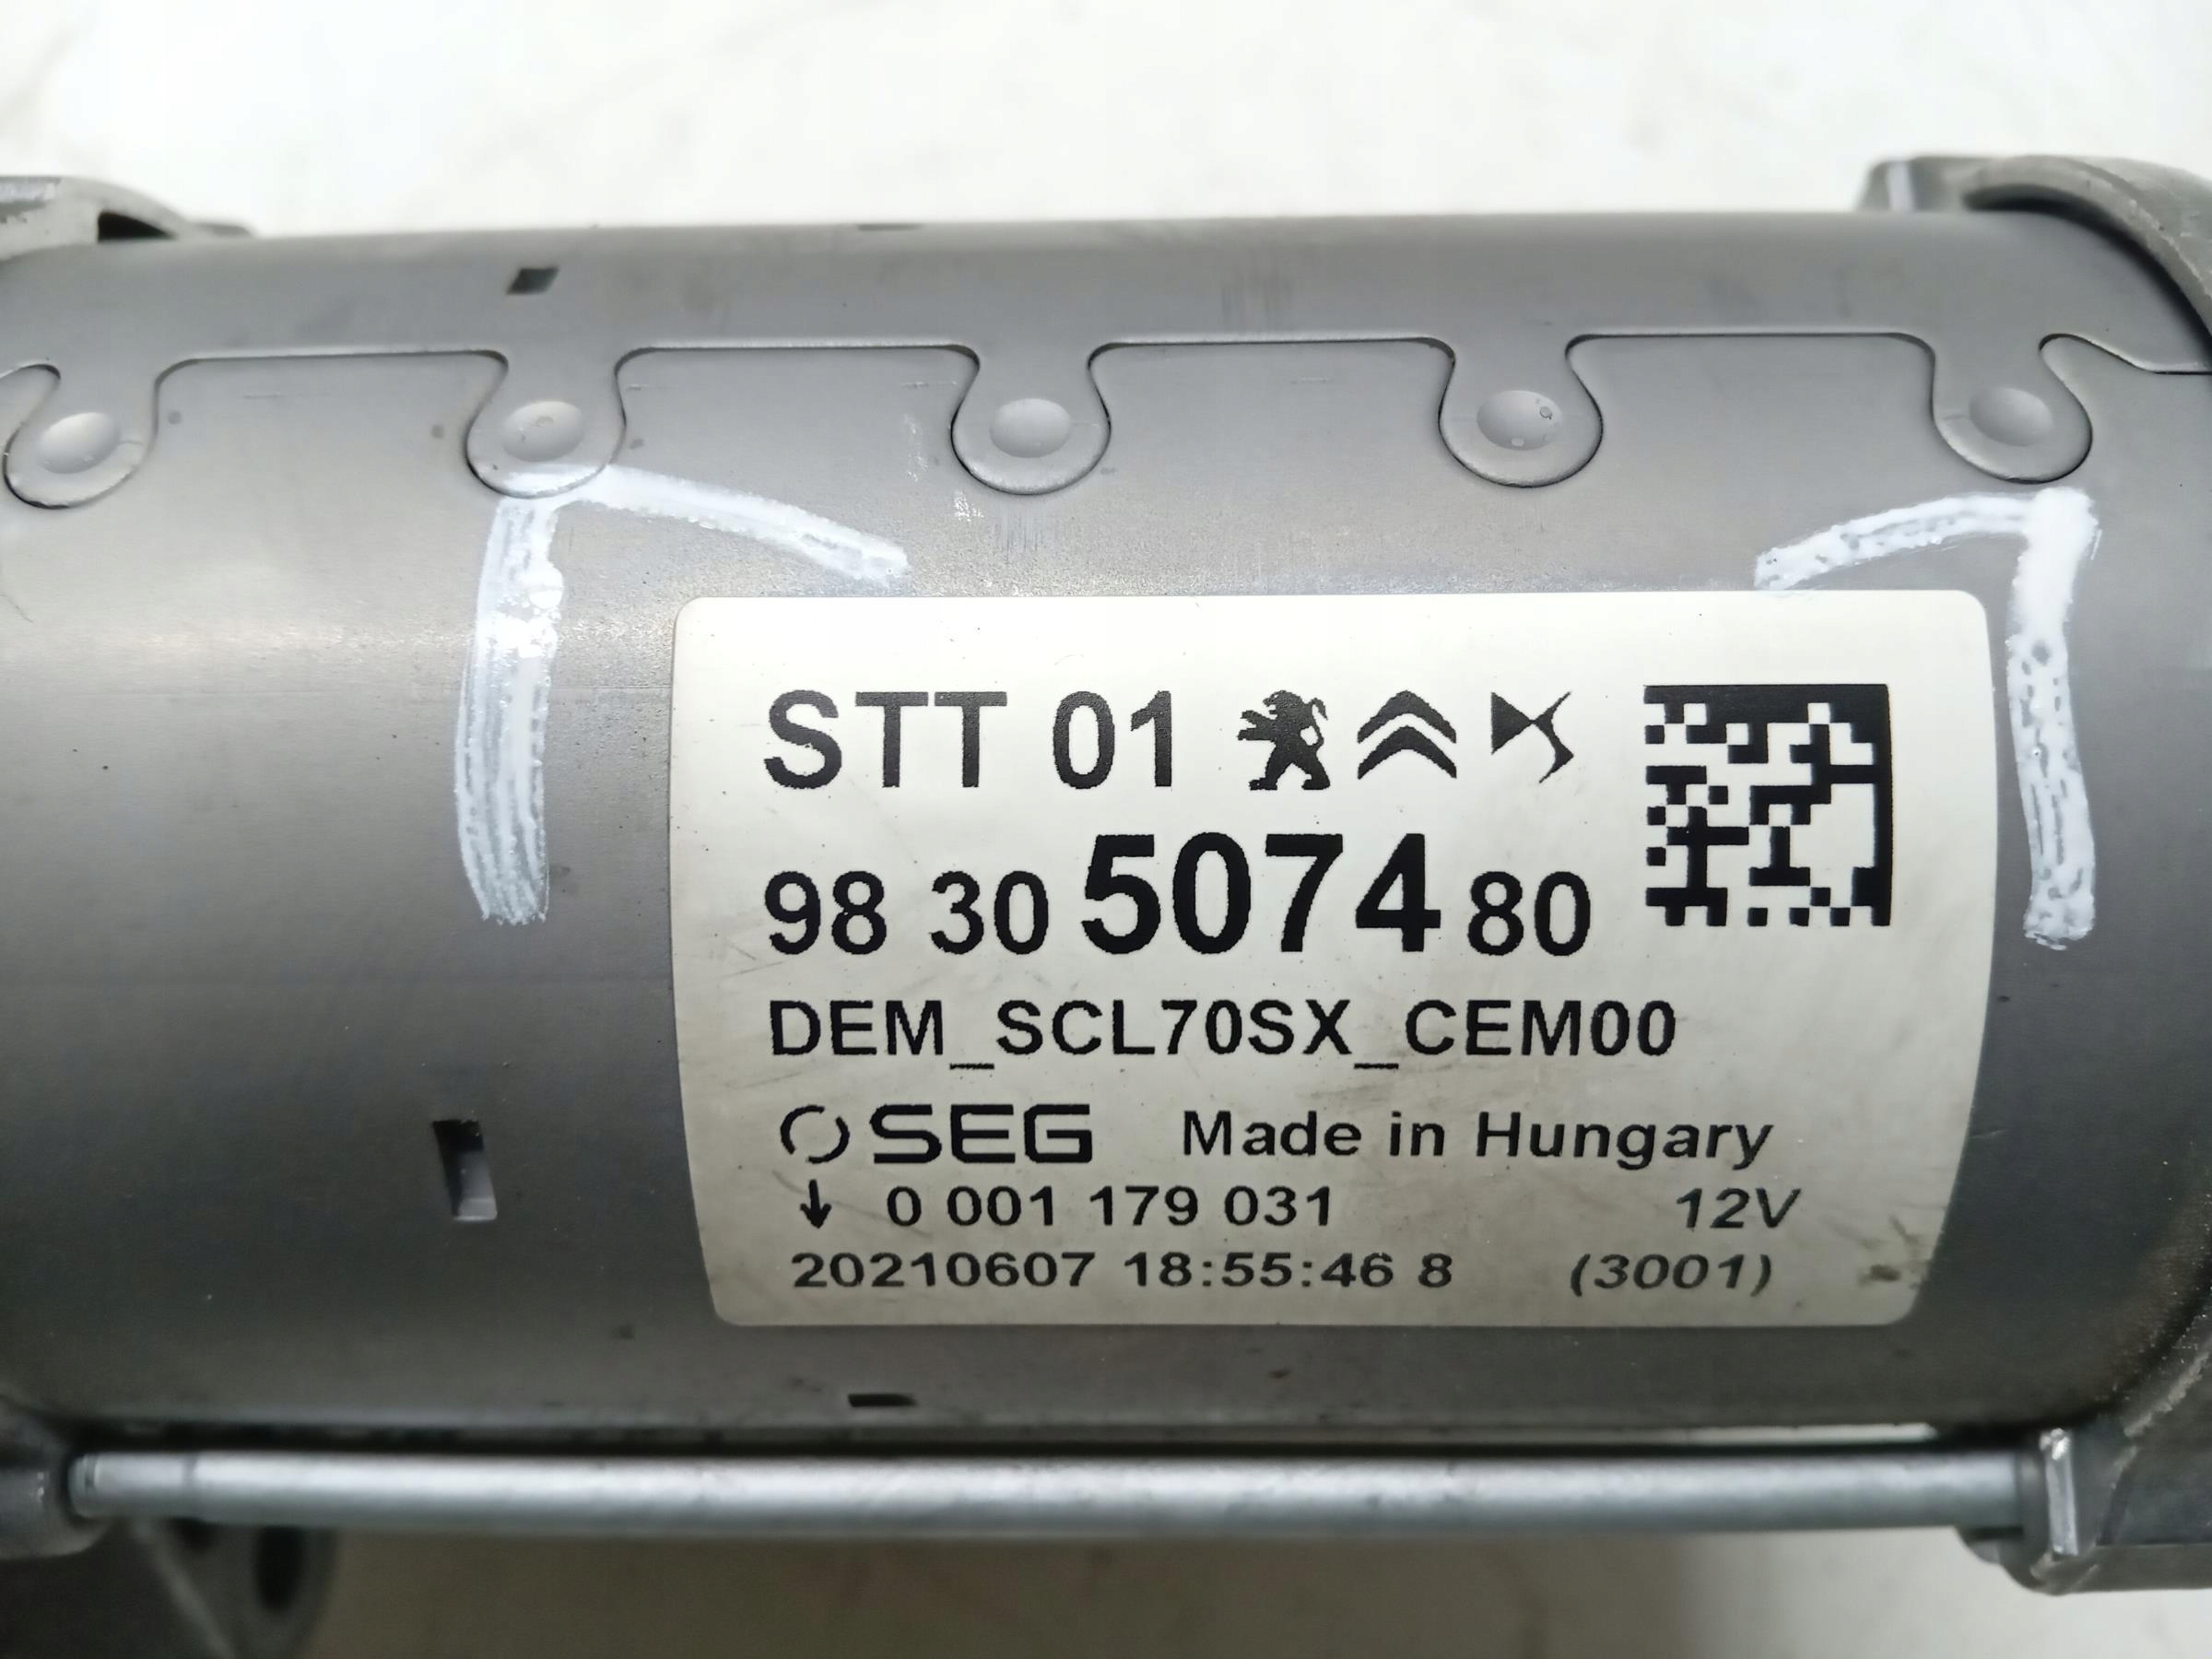 STT 01
98 30 5074 80
DEM_SCL70SX_CEM00
SEG Made in Hungary
↓ 0 001 179 031 12V
20210607 18:55:46 8 (3001)